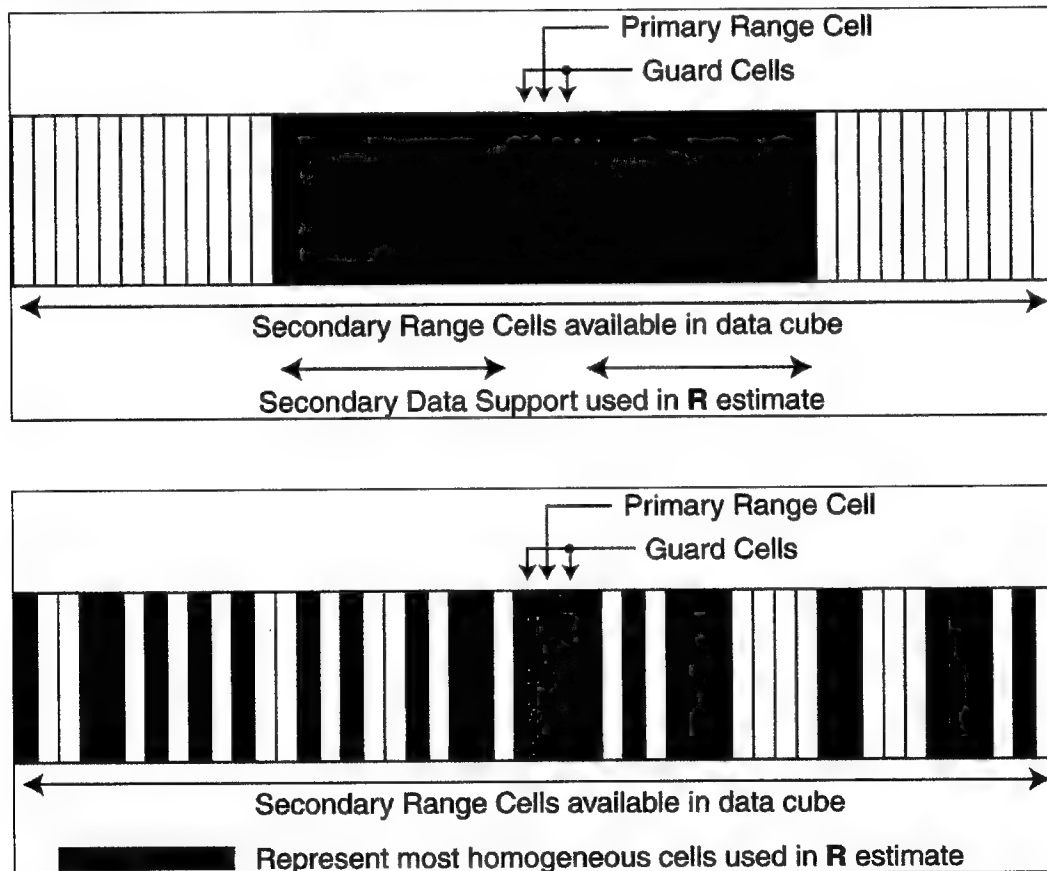 Primary Range Cell
Guard Cells
Secondary Range Cells available in data cube
Secondary Data Support used in R estimate
Primary Range Cell
Guard Cells
Secondary Range Cells available in data cube
Represent most homogeneous cells used in R estimate